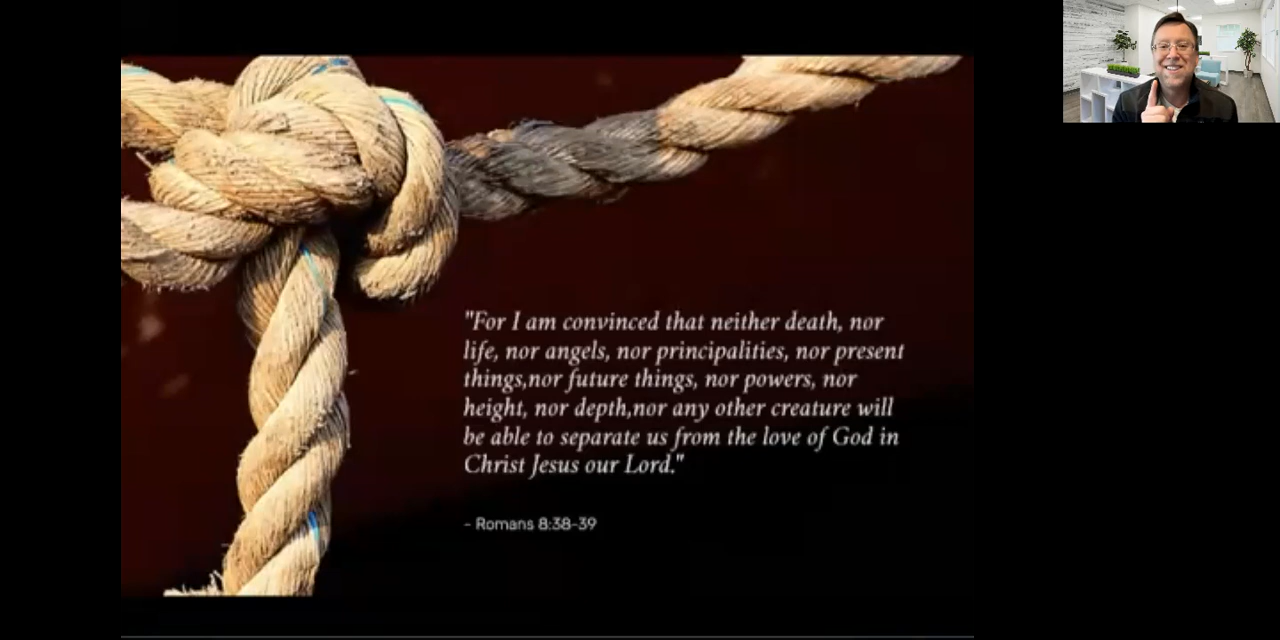 "For I am convinced that neither death, nor
life, nor angels, nor principalities, nor present
things,nor future things, nor powers, nor
height, nor depth,nor any other creature will
be able to separate us from the love of God in
Christ Jesus our Lord."
- Romans 8:38-39